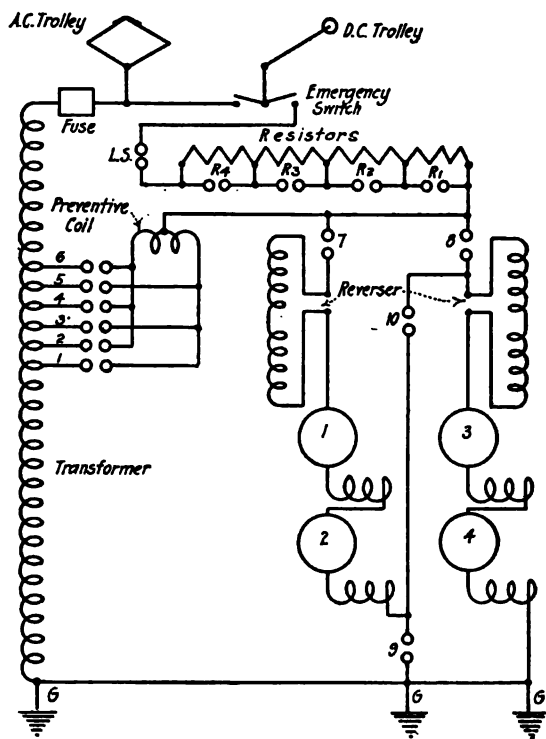 A.C. Trolley
D.C. Trolley
Emergency
Switch
Fuse
Resistors
L.S.
R4 R3 R2 R1
Preventive
Coil
6
5
4
3
2
1
7
8
Reverser
10
1
3
Transformer
2
4
9
G
G
G